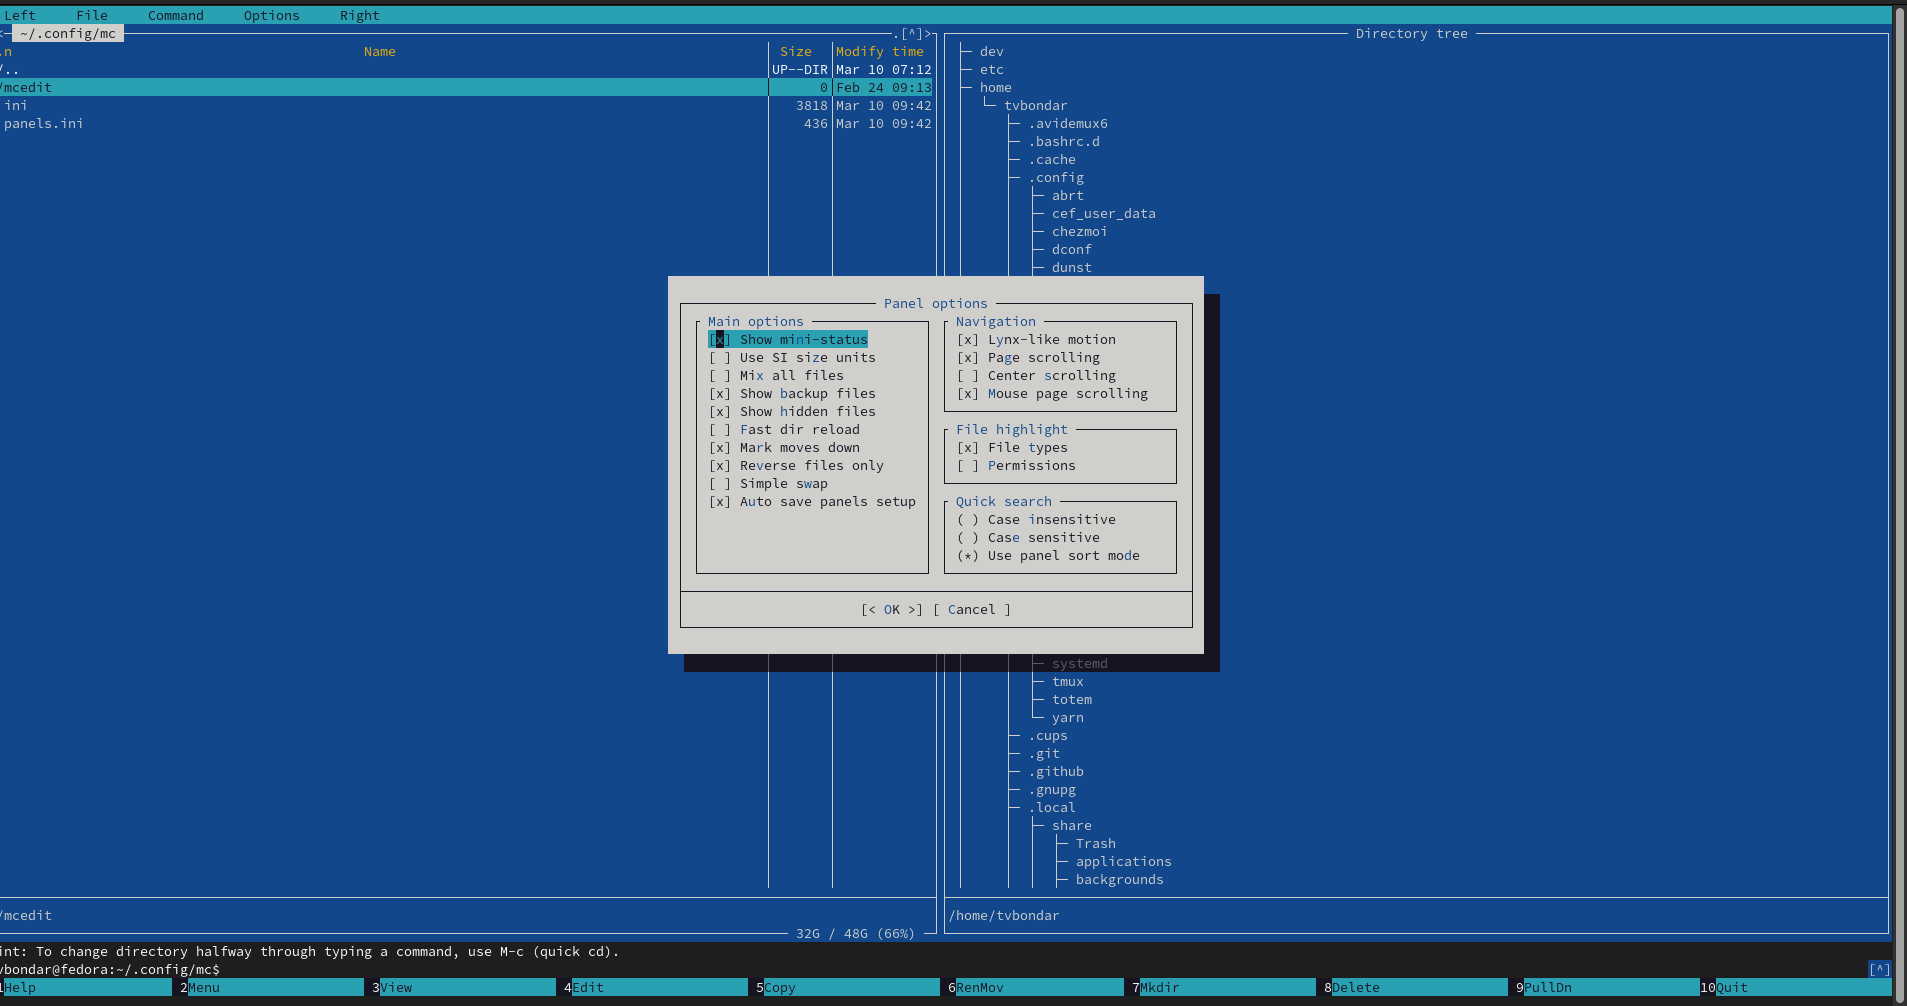 Left File Command Options Right
~/.config/mc .[^]>
.n Name Size Modify time
/.. UP--DIR Mar 10 07:12
/mcedit 0 Feb 24 09:13
ini 3818 Mar 10 09:42
panels.ini 436 Mar 10 09:42
Directory tree
dev
etc
home
tvbondar
.avidemux6
.bashrc.d
.cache
.config
abrt
cef_user_data
chezmoi
dconf
dunst
Panel options
Main options
[x] Show mini-status
[ ] Use SI size units
[ ] Mix all files
[x] Show backup files
[x] Show hidden files
[ ] Fast dir reload
[x] Mark moves down
[x] Reverse files only
[ ] Simple swap
[x] Auto save panels setup
Navigation
[x] Lynx-like motion
[x] Page scrolling
[ ] Center scrolling
[x] Mouse page scrolling
File highlight
[x] File types
[ ] Permissions
Quick search
( ) Case insensitive
( ) Case sensitive
(*) Use panel sort mode
[< OK >] [ Cancel ]
systemd
tmux
totem
yarn
.cups
.git
.github
.gnupg
.local
share
Trash
applications
backgrounds
/mcedit
32G / 48G (66%)
/home/tvbondar
int: To change directory halfway through typing a command, use M-c (quick cd).
vbondar@fedora:~/.config/mc$ [^]
1Help 2Menu 3View 4Edit 5Copy 6RenMov 7Mkdir 8Delete 9PullDn 10Quit